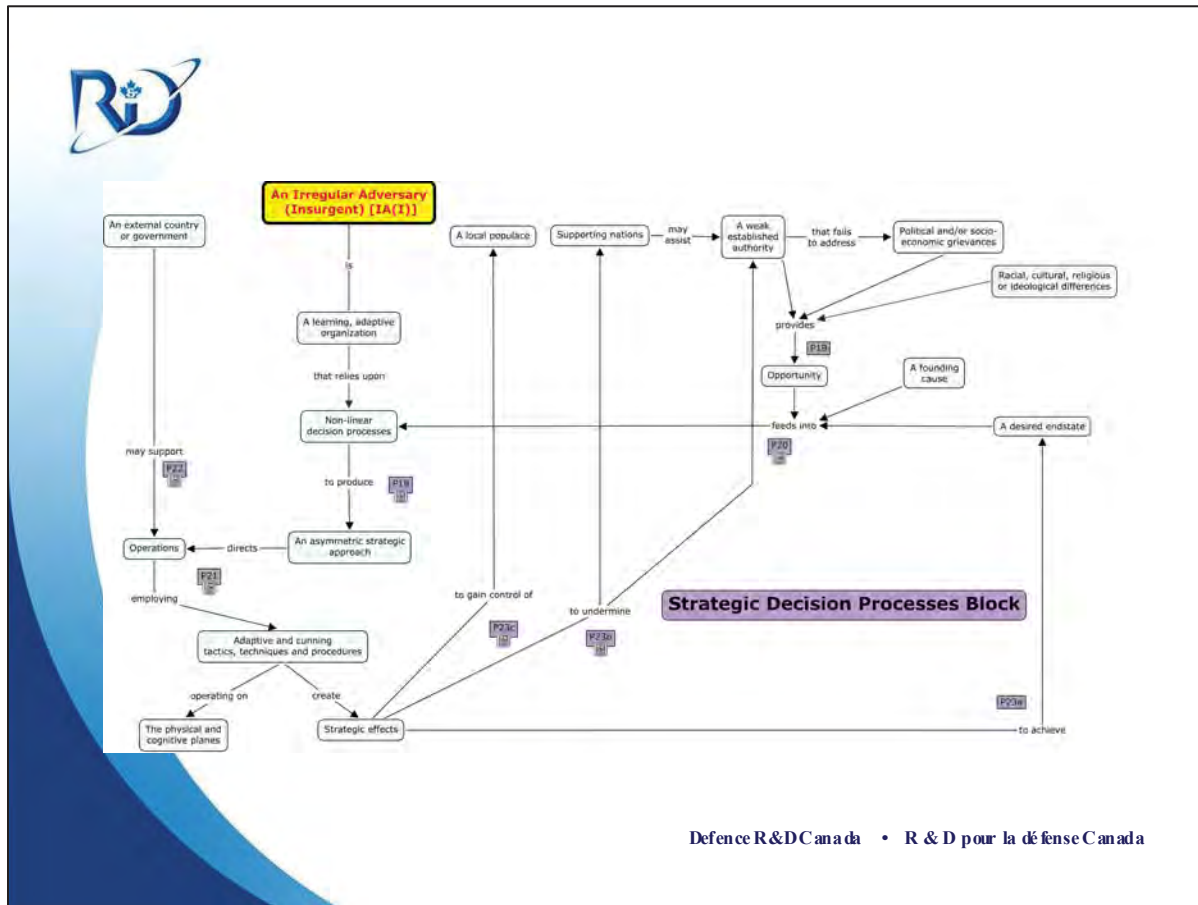 R&D
An Irregular Adversary
(Insurgent) [IA(I)]
An external country
or government
A local populace
Supporting nations
may
assist
A weak
established
authority
that fails
to address
Political and/or socio-
economic grievances
Racial, cultural, religious
or ideological differences
is
A learning, adaptive
organization
provides
P19
Opportunity
A founding
cause
that relies upon
Non-linear
decision processes
feeds into
A desired endstate
P20
may support
P22
to produce
P18
Operations
directs
An asymmetric strategic
approach
P21
employing
to gain control of
P23c
to undermine
P23b
Strategic Decision Processes Block
Adaptive and cunning
tactics, techniques and procedures
operating on
create
The physical and
cognitive planes
Strategic effects
P23a
to achieve
Defence R&D Canada • R & D pour la défense Canada